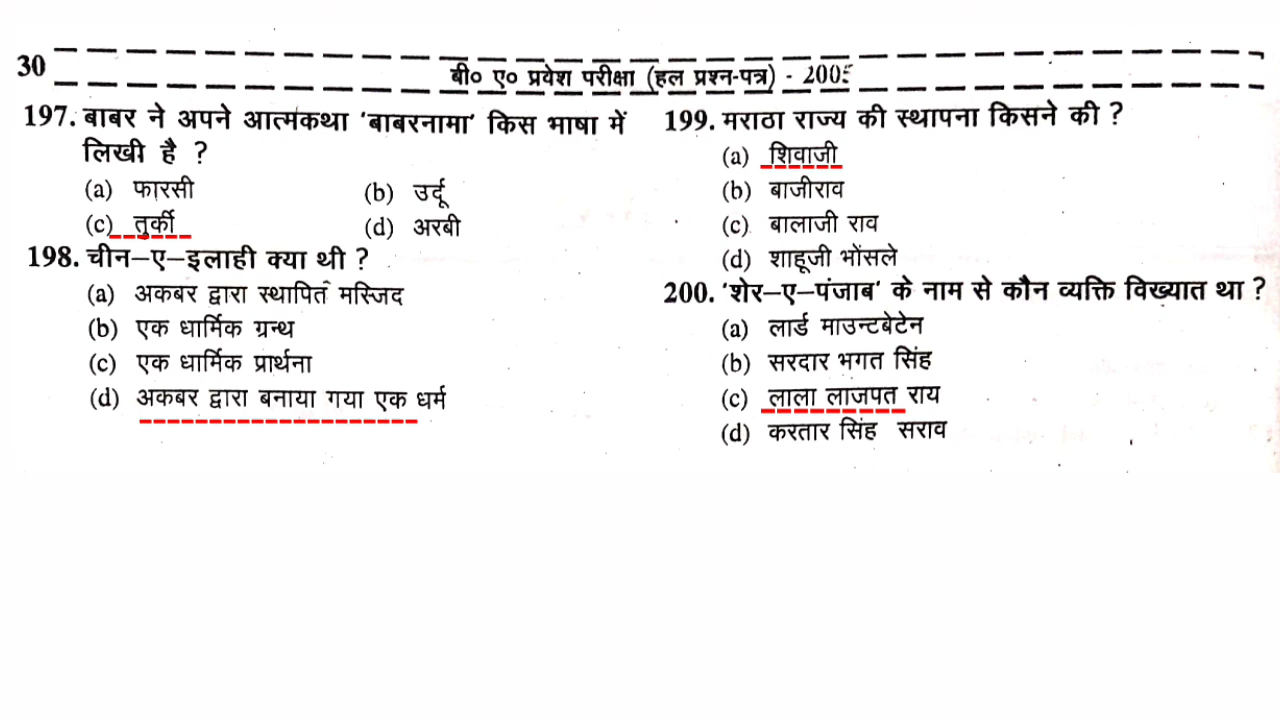 30
बी० ए० प्रवेश परीक्षा (हल प्रश्न-पत्र) - 2005
197. बाबर ने अपने आत्मकथा 'बाबरनामा' किस भाषा में
लिखी है ?
(a) फारसी (b) उर्दू
(c) तुर्की (d) अरबी
198. चीन–ए–इलाही क्या थी ?
(a) अकबर द्वारा स्थापित मस्जिद
(b) एक धार्मिक ग्रन्थ
(c) एक धार्मिक प्रार्थना
(d) अकबर द्वारा बनाया गया एक धर्म
199. मराठा राज्य की स्थापना किसने की ?
(a) शिवाजी
(b) बाजीराव
(c) बालाजी राव
(d) शाहूजी भोंसले
200. 'शेर–ए–पंजाब' के नाम से कौन व्यक्ति विख्यात था ?
(a) लार्ड माउन्टबेटेन
(b) सरदार भगत सिंह
(c) लाला लाजपत राय
(d) करतार सिंह सराव